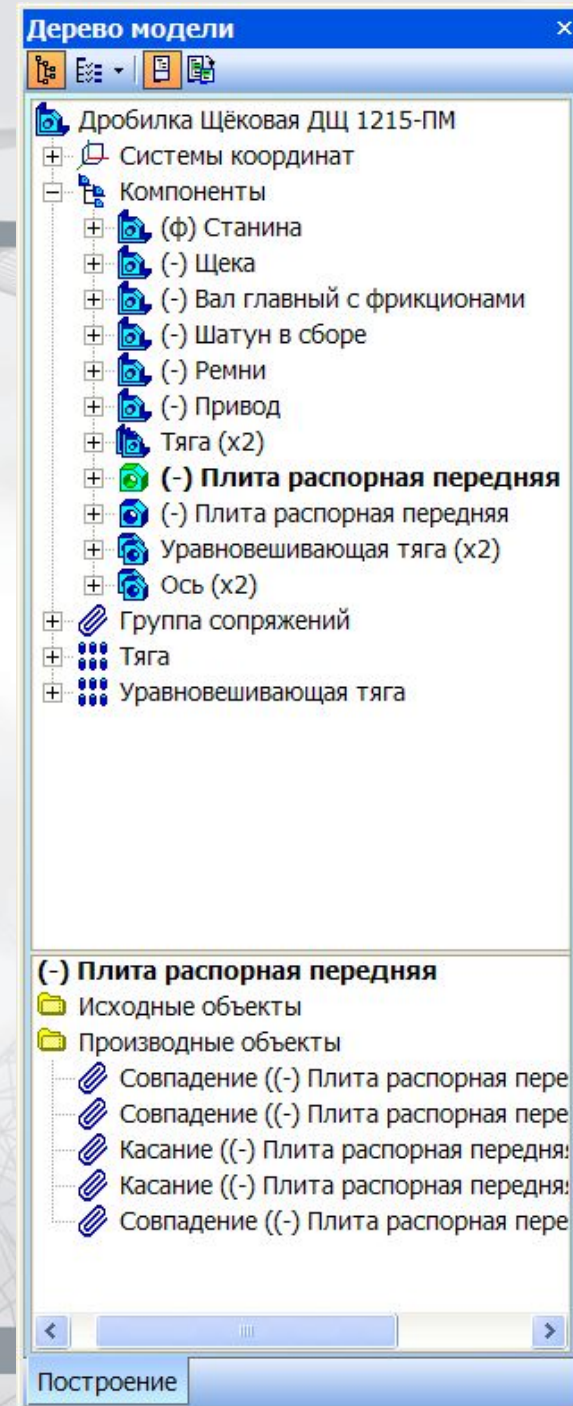 Дерево модели
Дробилка Щёковая ДЩ 1215-ПМ
Системы координат
Компоненты
(ф) Станина
(-) Щека
(-) Вал главный с фрикционами
(-) Шатун в сборе
(-) Ремни
(-) Привод
Тяга (x2)
(-) Плита распорная передняя
(-) Плита распорная передняя
Уравновешивающая тяга (x2)
Ось (x2)
Группа сопряжений
Тяга
Уравновешивающая тяга
(-) Плита распорная передняя
Исходные объекты
Производные объекты
Совпадение ((-) Плита распорная пере
Совпадение ((-) Плита распорная пере
Касание ((-) Плита распорная передня
Касание ((-) Плита распорная передня
Совпадение ((-) Плита распорная пере
Построение